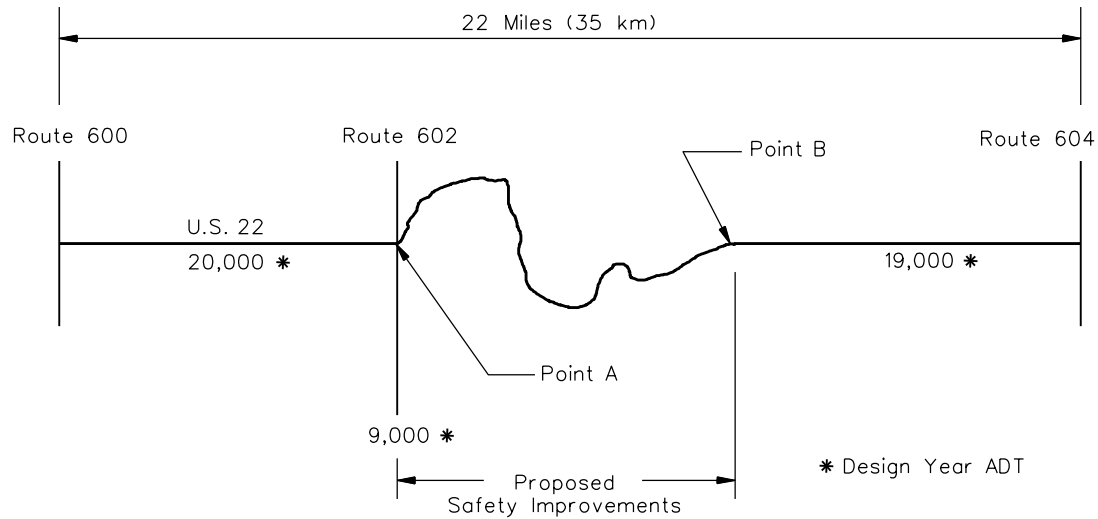 22 Miles (35 km)
Route 600
Route 602
Route 604
Point B
U.S. 22
20,000 *
19,000 *
Point A
9,000 *
* Design Year ADT
Proposed
Safety Improvements